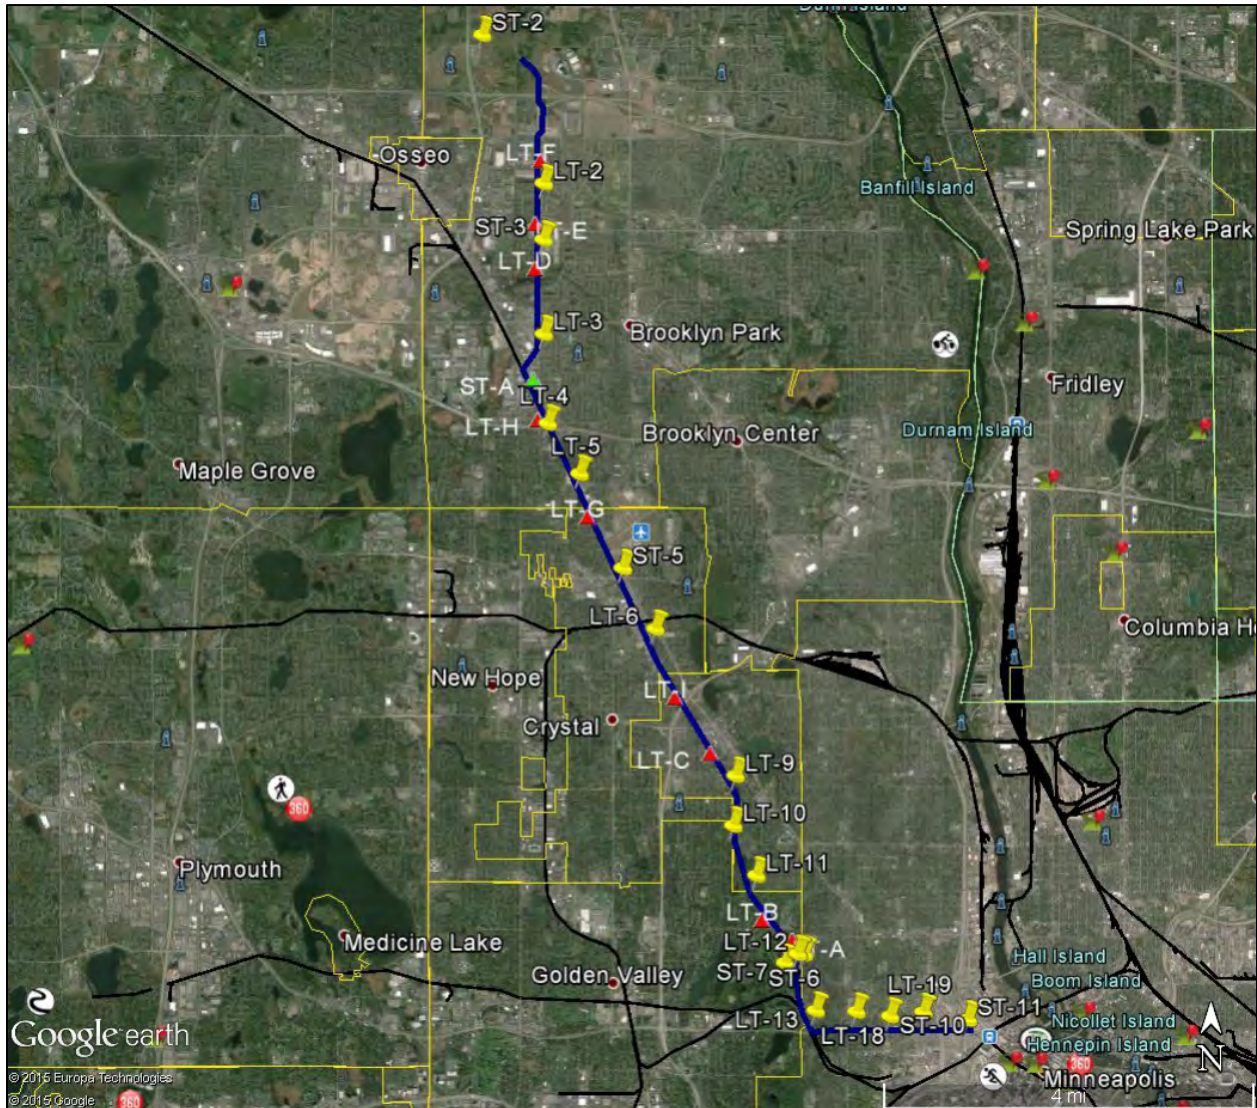 Dunn Island
ST-2
Osseo
LT-F
LT-2
Banfill Island
ST-3
T-E
Spring Lake Park
LT-D
LT-3
Brooklyn Park
ST-A
LT-4
Fridley
LT-H
LT-5
Brooklyn Center
Durnam Island
Maple Grove
LT-G
ST-5
LT-6
Columbia He
New Hope
LT-I
Crystal
LT-C
LT-9
LT-10
Plymouth
LT-11
LT-B
Medicine Lake
LT-12
T-A
Golden Valley
ST-7
ST-6
Hall Island
Boom Island
LT-19
ST-11
LT-13
LT-18
ST-10
Nicollet Island
Hennepin Island
Minneapolis
360
360
360
N
4 mi
Google earth
© 2015 Europa Technologies
© 2015 Google